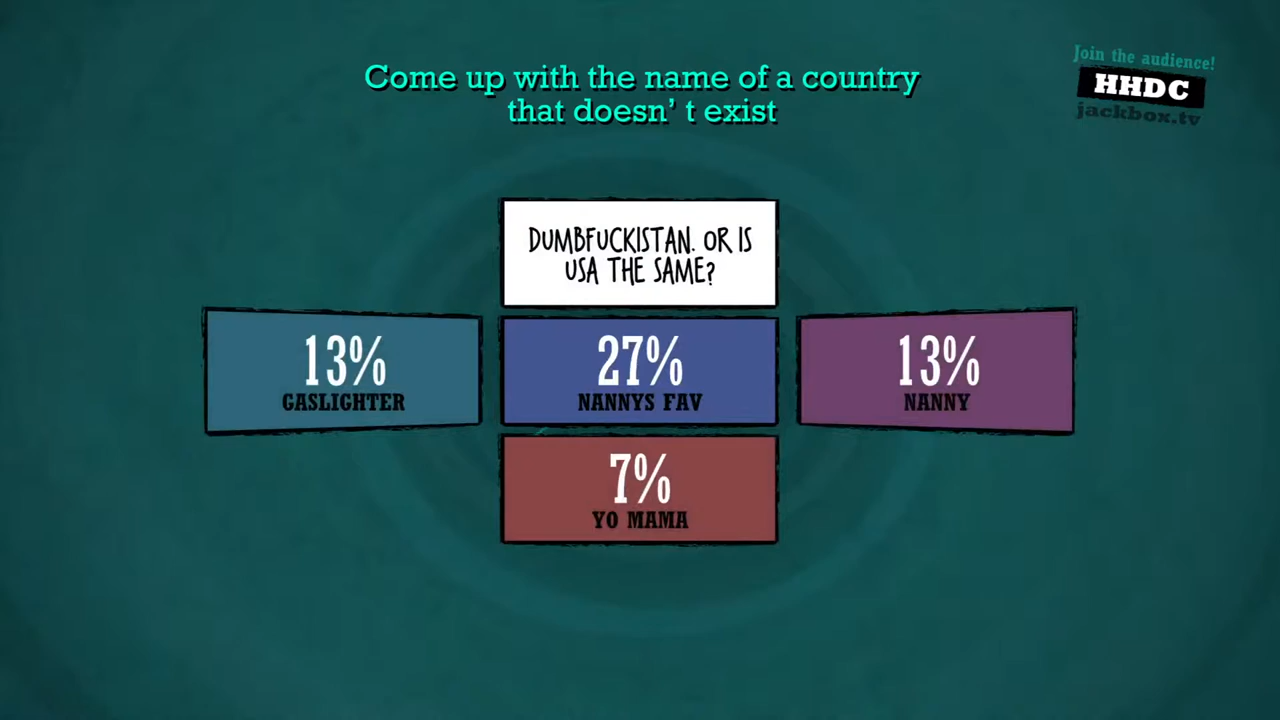 Come up with the name of a country
that doesn’ t exist
Join the audience!
HHDC
jackbox.tv
DUMBFUCKISTAN. OR IS
USA THE SAME?
13%
GASLIGHTER
27%
NANNYS FAV
13%
NANNY
7%
YO MAMA